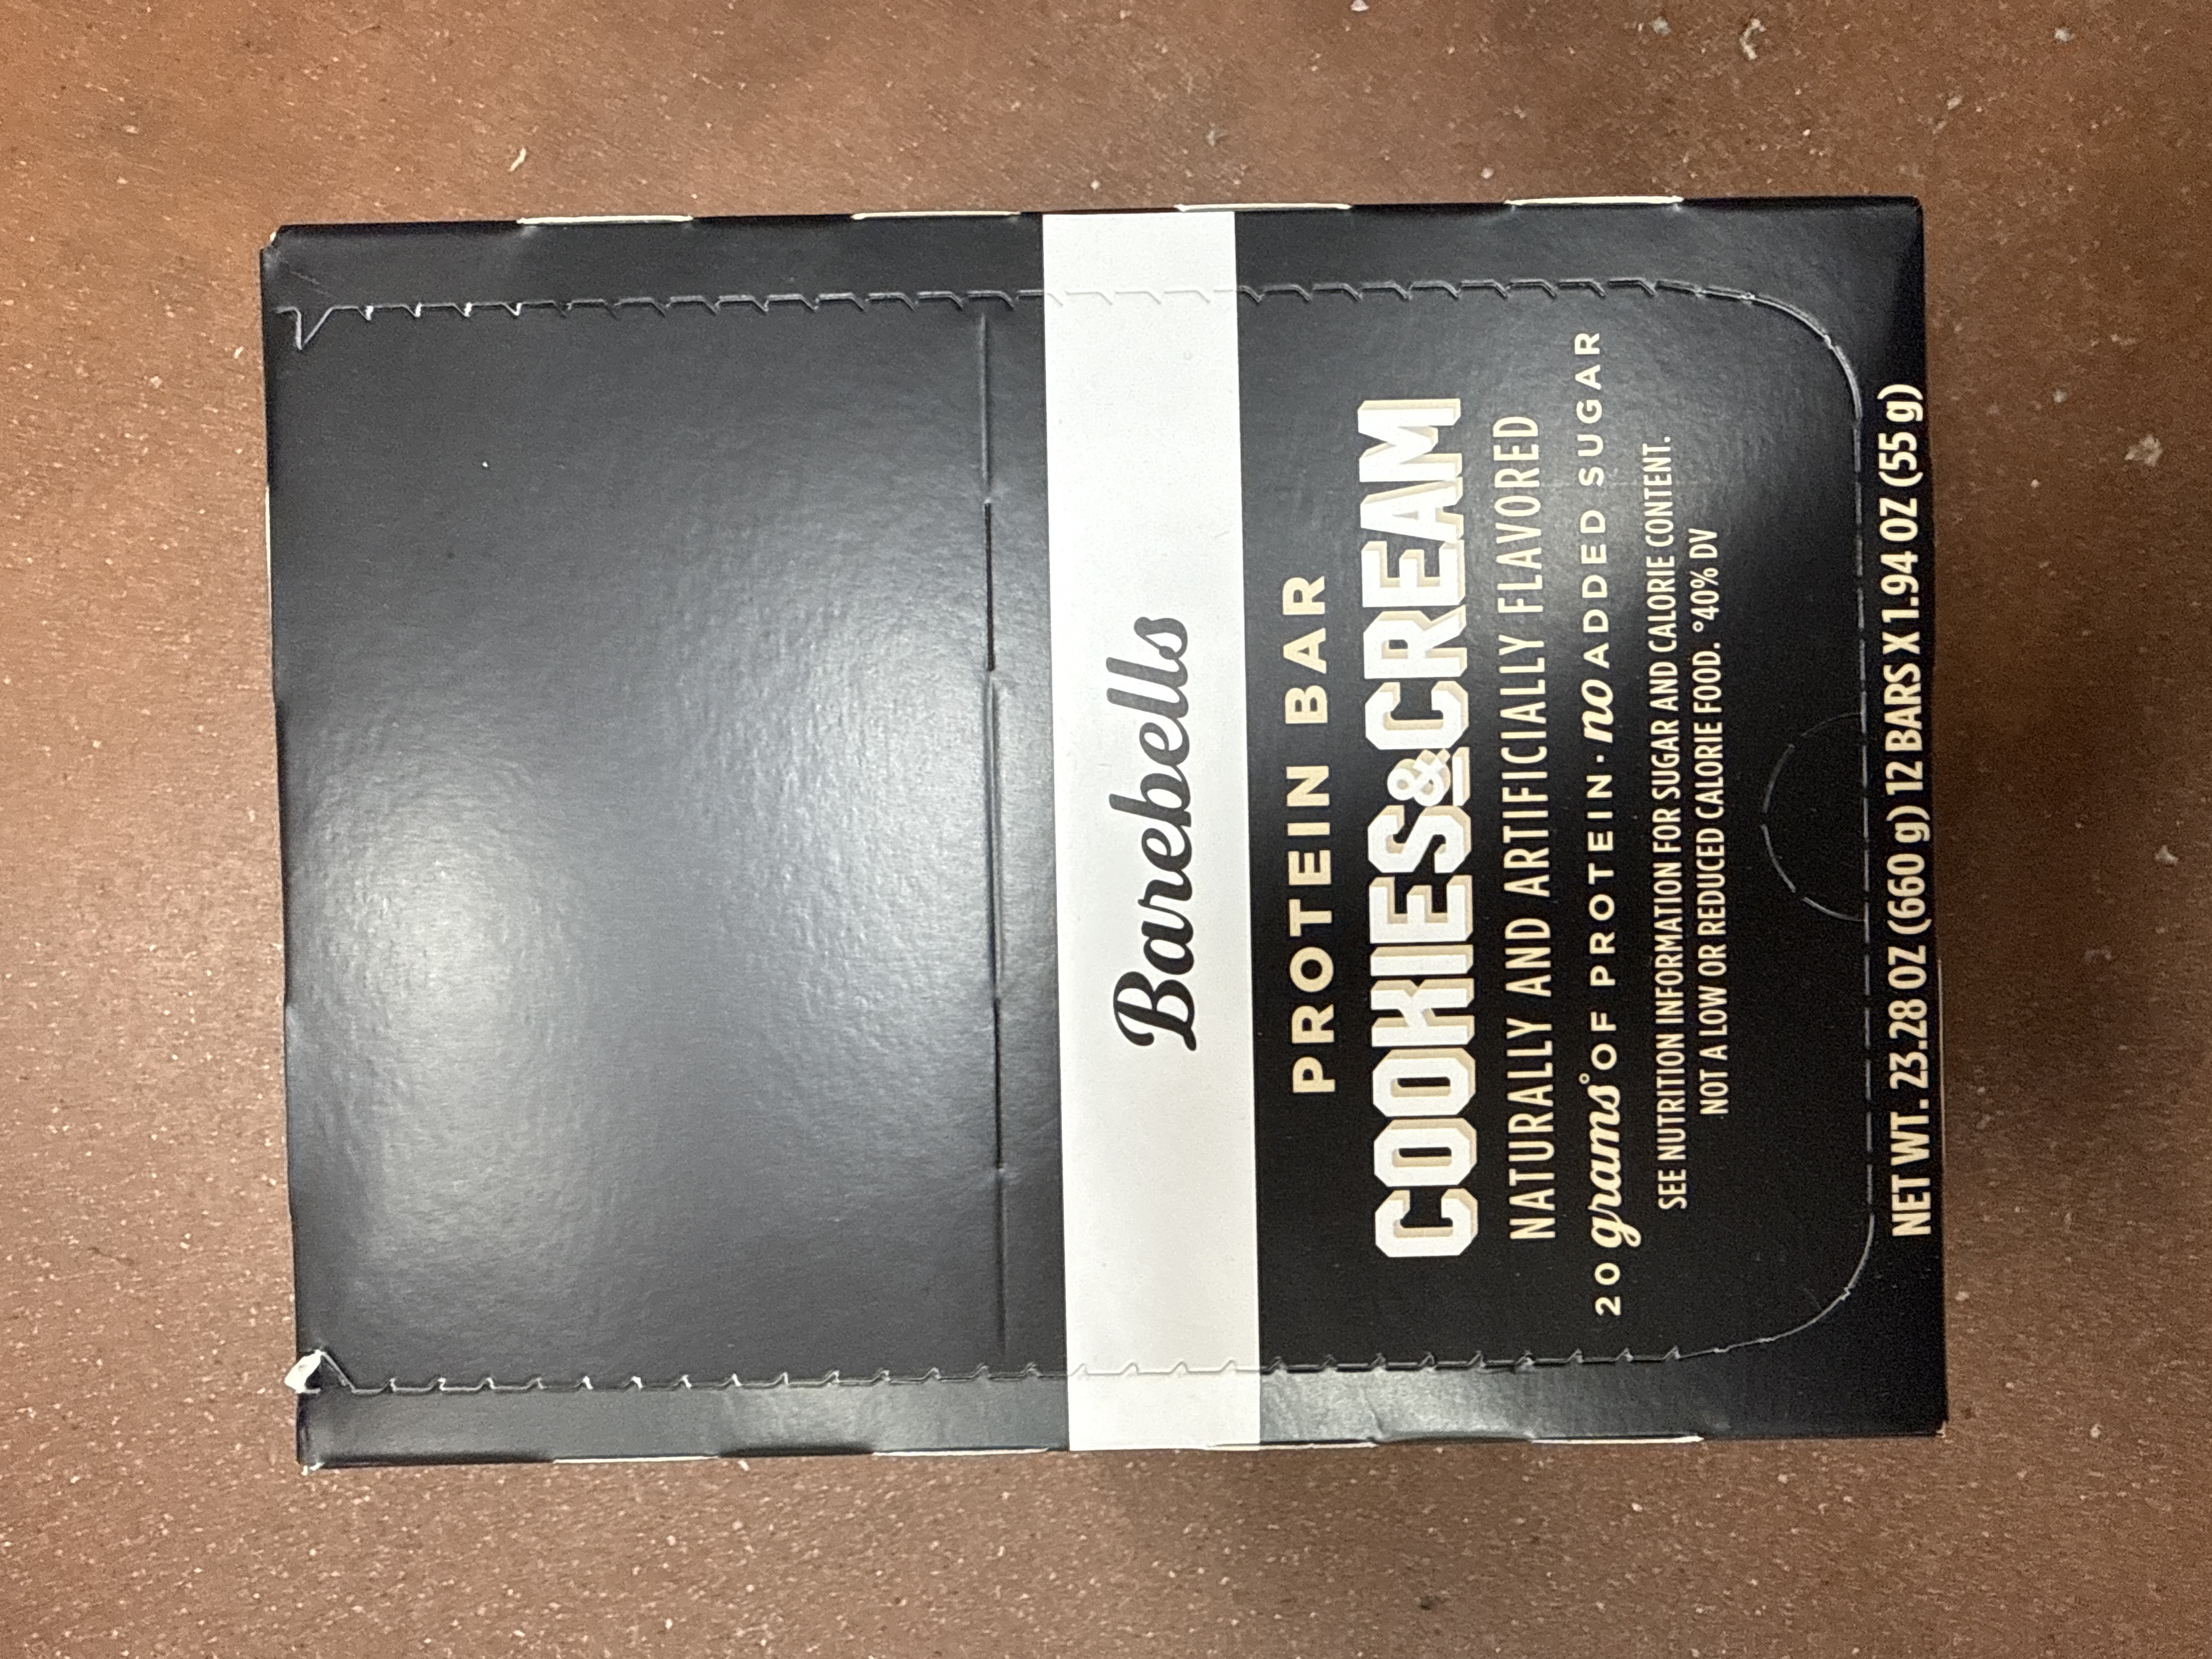 Barebells
PROTEIN BAR
COOKIES&CREAM
NATURALLY AND ARTIFICIALLY FLAVORED
20 grams° OF PROTEIN · no ADDED SUGAR
SEE NUTRITION INFORMATION FOR SUGAR AND CALORIE CONTENT.
NOT A LOW OR REDUCED CALORIE FOOD. °40% DV
NET WT. 23.28 OZ (660 g) 12 BARS X 1.94 OZ (55 g)